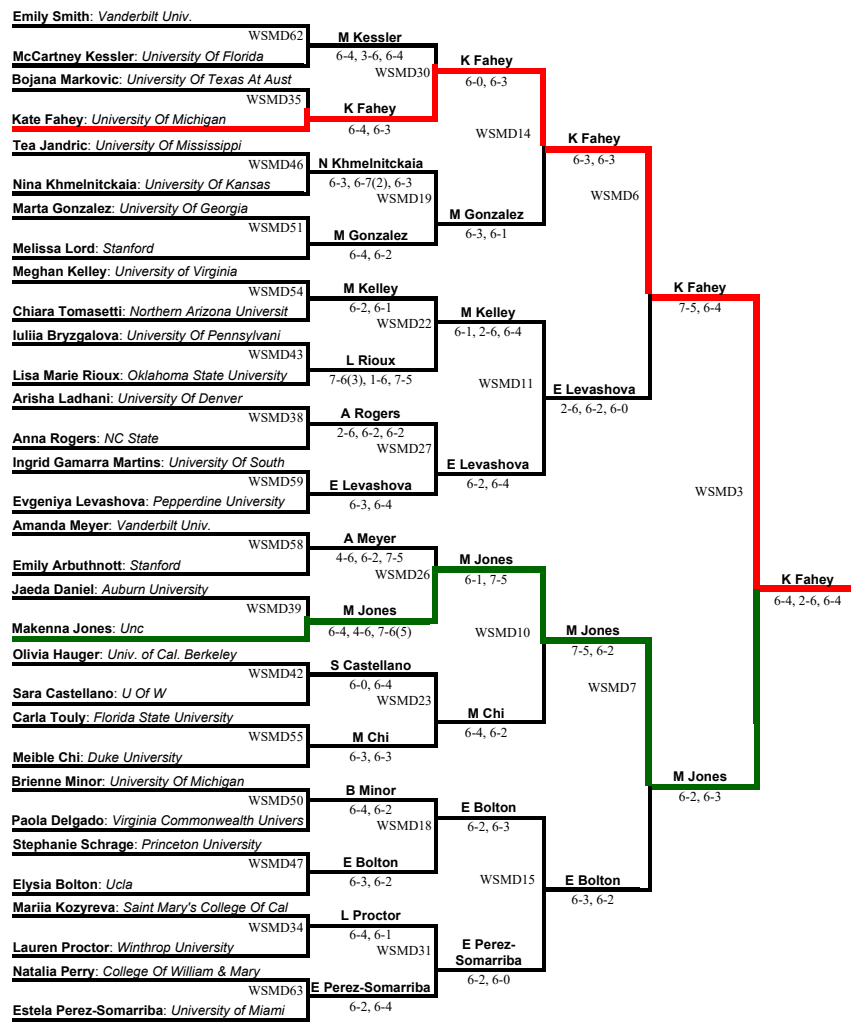 Emily Smith: Vanderbilt Univ.
WSMD62
McCartney Kessler: University Of Florida
M Kessler
6-4, 3-6, 6-4
WSMD30
Bojana Markovic: University Of Texas At Aust
WSMD35
Kate Fahey: University Of Michigan
K Fahey
6-4, 6-3
K Fahey
6-0, 6-3
WSMD14
Tea Jandric: University Of Mississippi
WSMD46
Nina Khmelnitckaia: University Of Kansas
N Khmelnitckaia
6-3, 6-7(2), 6-3
WSMD19
Marta Gonzalez: University Of Georgia
WSMD51
Melissa Lord: Stanford
M Gonzalez
6-4, 6-2
M Gonzalez
6-3, 6-1
K Fahey
6-3, 6-3
WSMD6
Meghan Kelley: University of Virginia
WSMD54
Chiara Tomasetti: Northern Arizona Universit
M Kelley
6-2, 6-1
WSMD22
Iuliia Bryzgalova: University Of Pennsylvani
WSMD43
Lisa Marie Rioux: Oklahoma State University
L Rioux
7-6(3), 1-6, 7-5
M Kelley
6-1, 2-6, 6-4
WSMD11
Arisha Ladhani: University Of Denver
WSMD38
Anna Rogers: NC State
A Rogers
2-6, 6-2, 6-2
WSMD27
Ingrid Gamarra Martins: University Of South
WSMD59
Evgeniya Levashova: Pepperdine University
E Levashova
6-3, 6-4
E Levashova
6-2, 6-4
E Levashova
2-6, 6-2, 6-0
K Fahey
7-5, 6-4
WSMD3
Amanda Meyer: Vanderbilt Univ.
WSMD58
Emily Arbuthnott: Stanford
A Meyer
4-6, 6-2, 7-5
WSMD26
Jaeda Daniel: Auburn University
WSMD39
Makenna Jones: Unc
M Jones
6-4, 4-6, 7-6(5)
M Jones
6-1, 7-5
WSMD10
Olivia Hauger: Univ. of Cal. Berkeley
WSMD42
Sara Castellano: U Of W
S Castellano
6-0, 6-4
WSMD23
Carla Touly: Florida State University
WSMD55
Meible Chi: Duke University
M Chi
6-3, 6-3
M Chi
6-4, 6-2
M Jones
7-5, 6-2
WSMD7
Brienne Minor: University Of Michigan
WSMD50
Paola Delgado: Virginia Commonwealth Univers
B Minor
6-4, 6-2
WSMD18
Stephanie Schrage: Princeton University
WSMD47
Elysia Bolton: Ucla
E Bolton
6-3, 6-2
E Bolton
6-2, 6-3
WSMD15
Mariia Kozyreva: Saint Mary's College Of Cal
WSMD34
Lauren Proctor: Winthrop University
L Proctor
6-4, 6-1
WSMD31
Natalia Perry: College Of William & Mary
WSMD63
Estela Perez-Somarriba: University of Miami
E Perez-Somarriba
6-2, 6-4
E Perez-
Somarriba
6-2, 6-0
E Bolton
6-3, 6-2
M Jones
6-2, 6-3
K Fahey
6-4, 2-6, 6-4